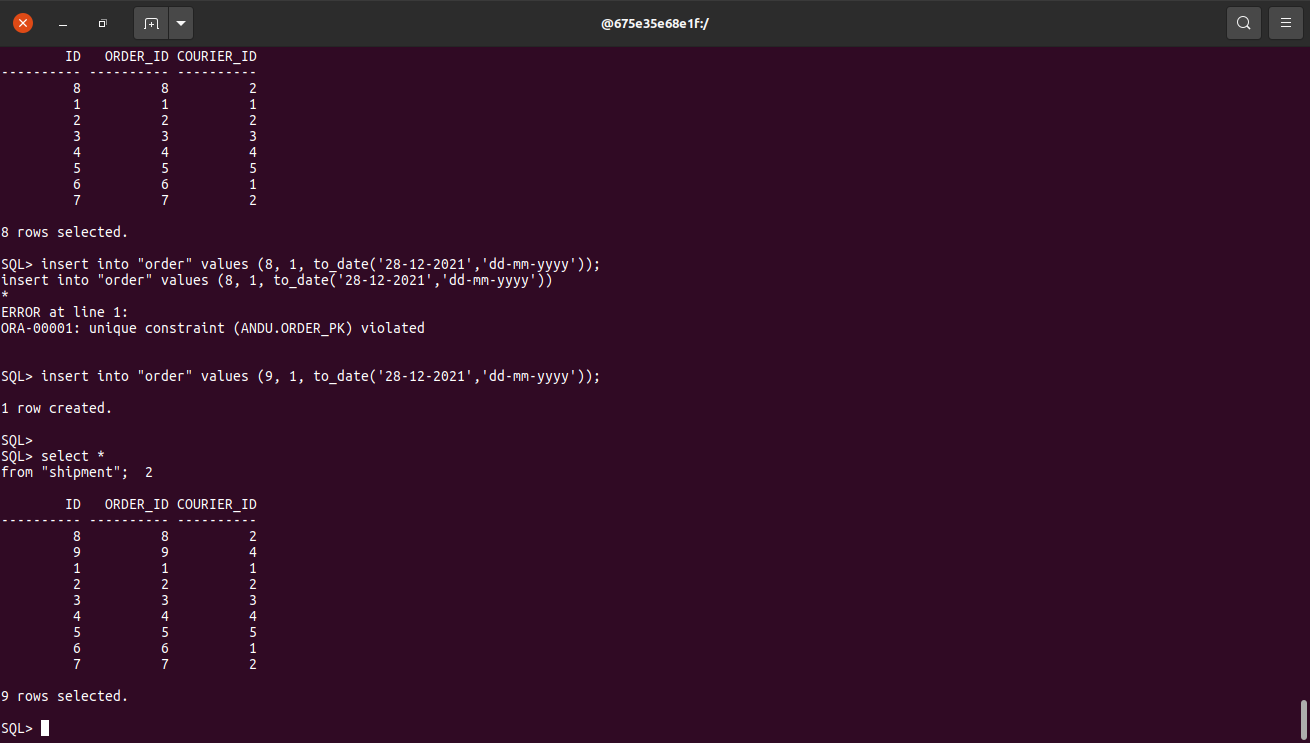 @675e35e68e1f:/
ID ORDER_ID COURIER_ID
---------- ---------- ----------
8 8 2
1 1 1
2 2 2
3 3 3
4 4 4
5 5 5
6 6 1
7 7 2
8 rows selected.
SQL> insert into "order" values (8, 1, to_date('28-12-2021','dd-mm-yyyy'));
insert into "order" values (8, 1, to_date('28-12-2021','dd-mm-yyyy'))
*
ERROR at line 1:
ORA-00001: unique constraint (ANDU.ORDER_PK) violated
SQL> insert into "order" values (9, 1, to_date('28-12-2021','dd-mm-yyyy'));
1 row created.
SQL>
SQL> select *
from "shipment";  2
ID ORDER_ID COURIER_ID
---------- ---------- ----------
8 8 2
9 9 4
1 1 1
2 2 2
3 3 3
4 4 4
5 5 5
6 6 1
7 7 2
9 rows selected.
SQL>